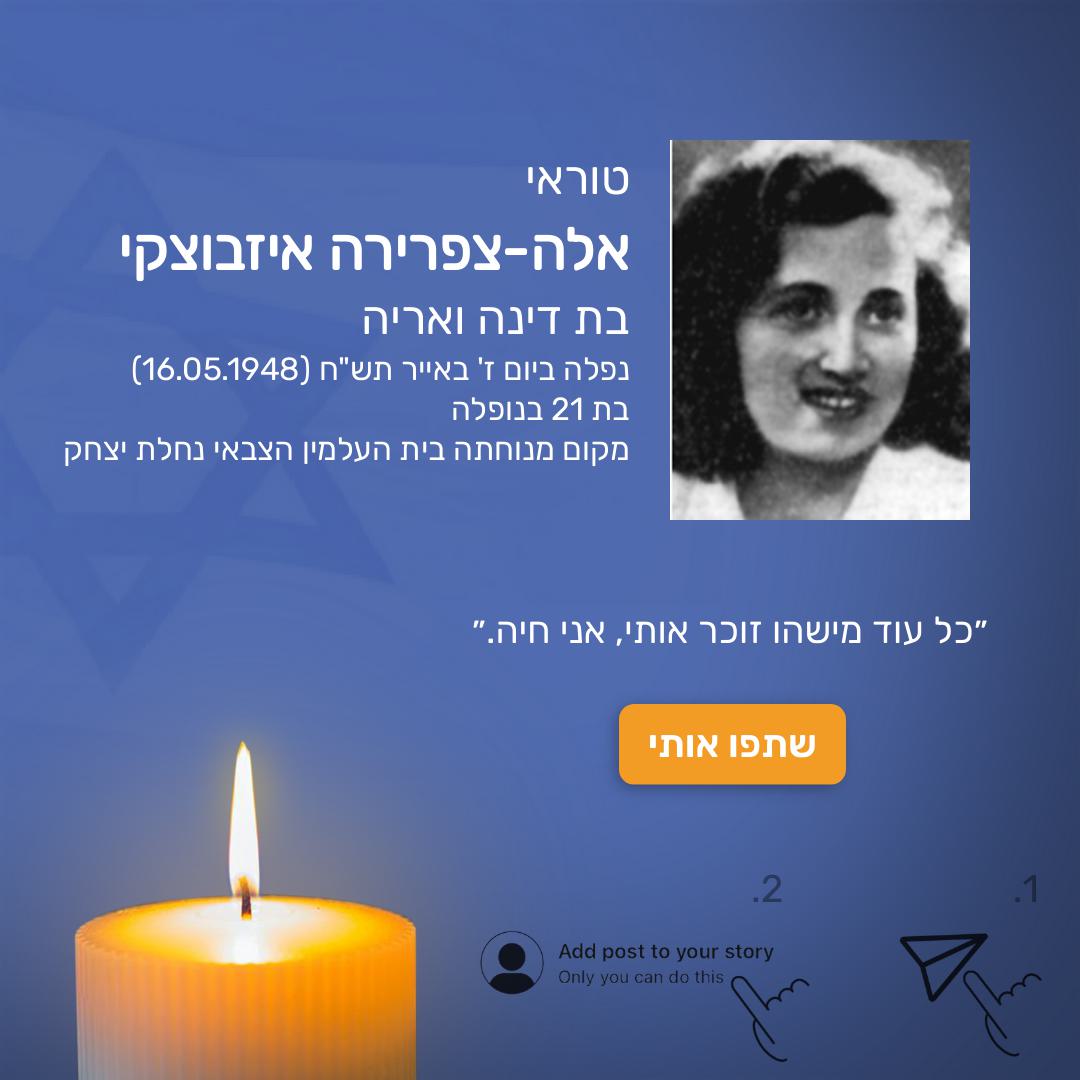 טוראי
אלה-צפרירה איזבוצקי
בת דינה ואריה
נפלה ביום ז' באייר תש"ח (16.05.1948)
בת 21 בנופלה
מקום מנוחתה בית העלמין הצבאי נחלת יצחק
״כל עוד מישהו זוכר אותי, אני חיה.״
שתפו אותי
1.
2.
Add post to your story
Only you can do this